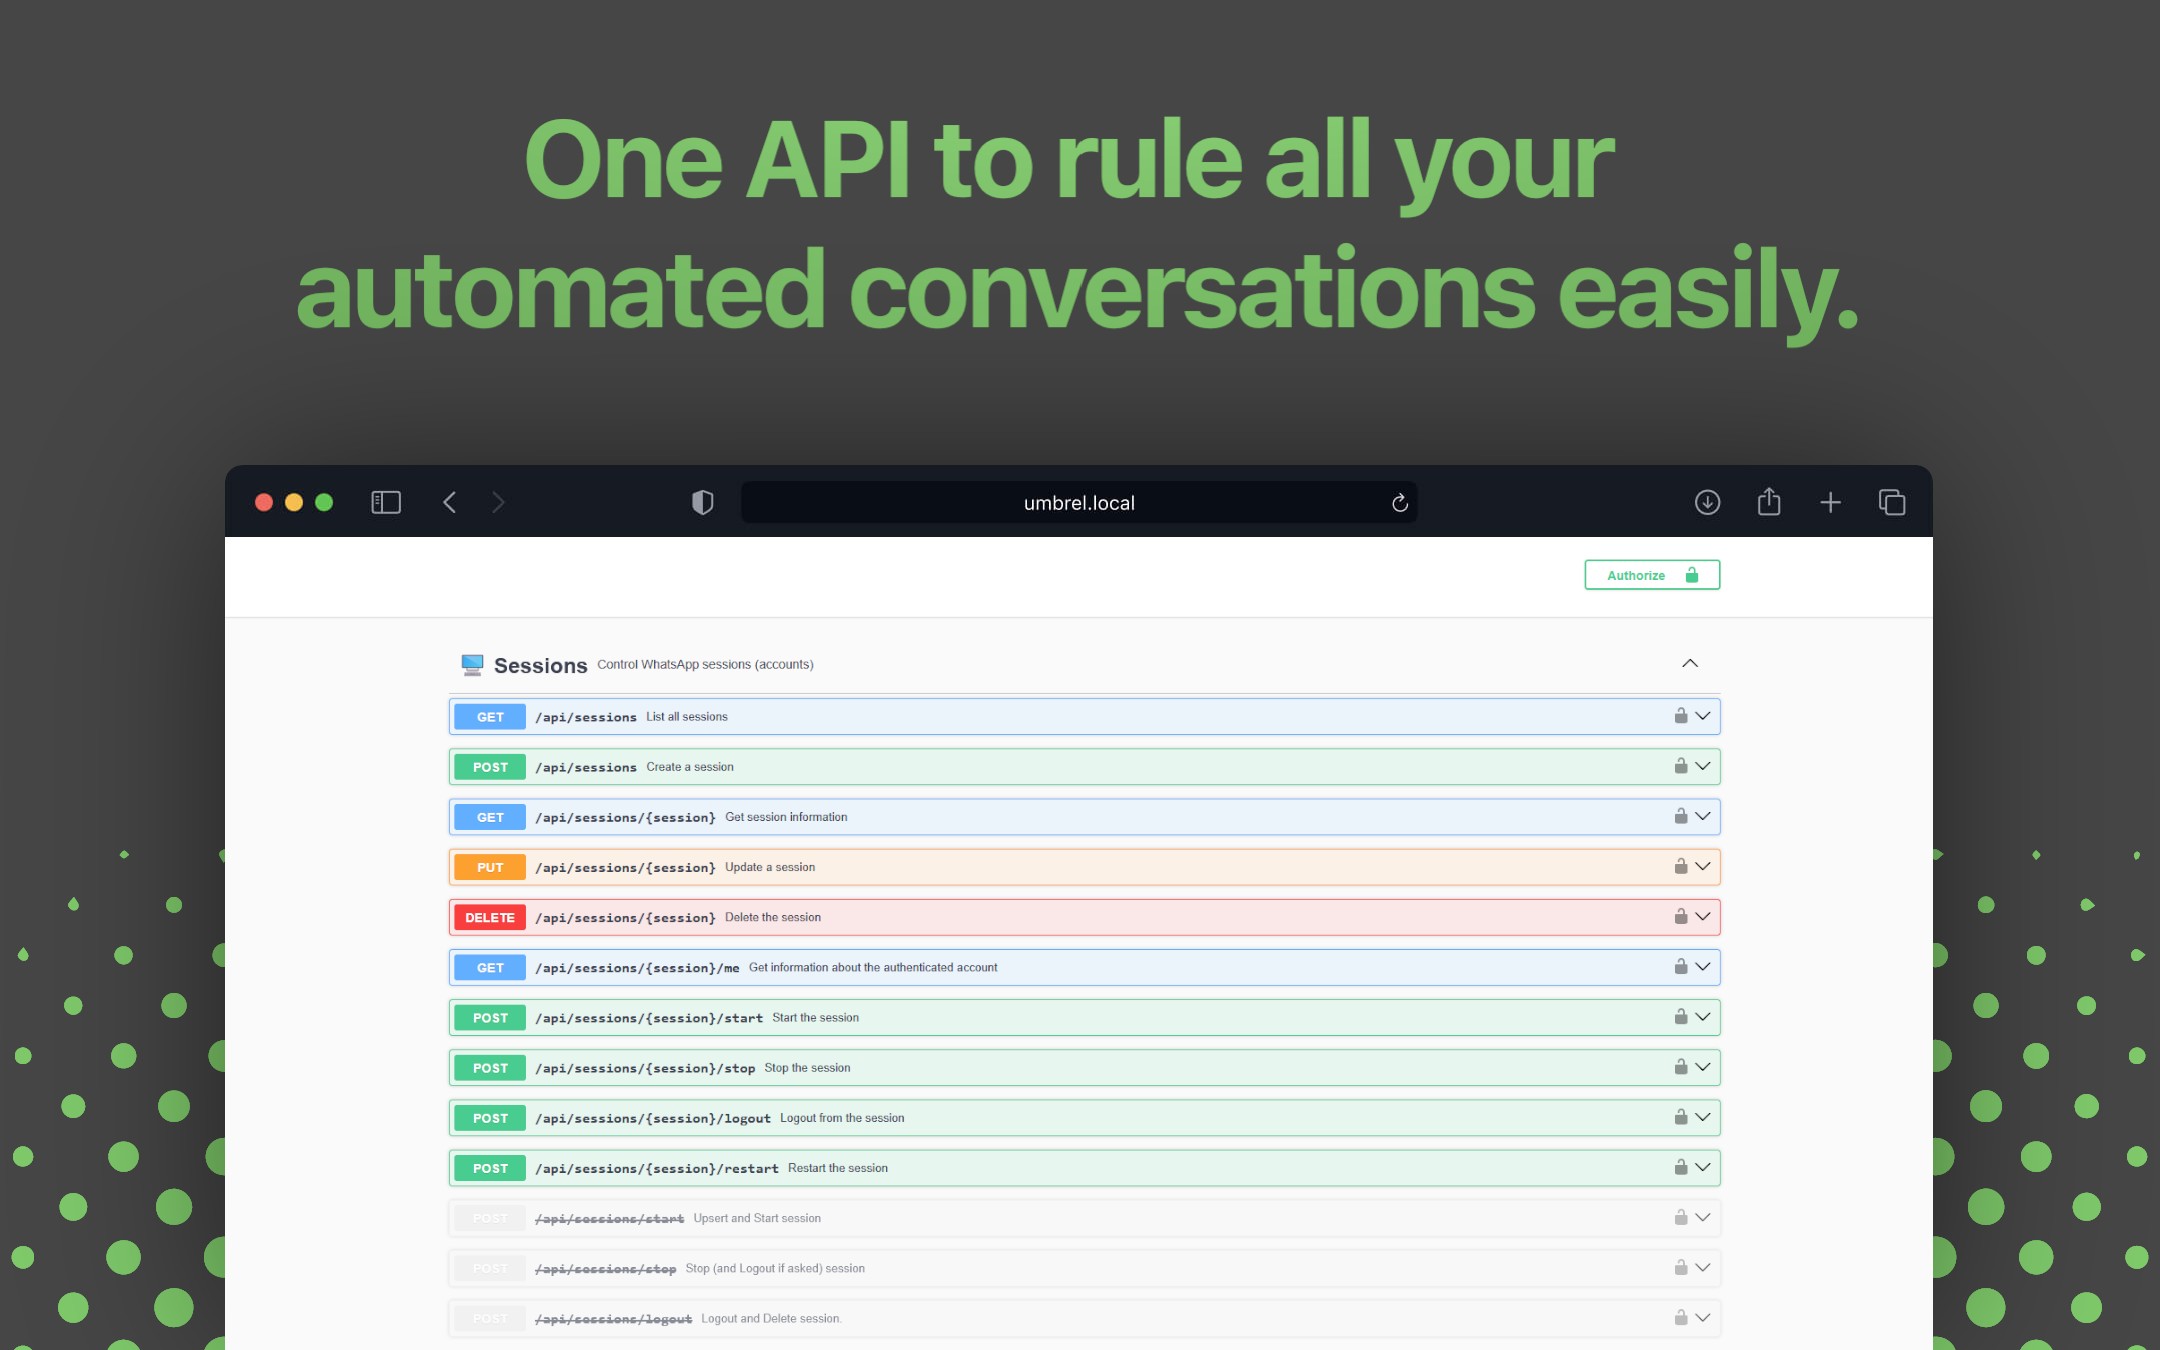 One API to rule all your
automated conversations easily.
umbrel.local
Authorize
Sessions Control WhatsApp sessions (accounts)
GET /api/sessions List all sessions
POST /api/sessions Create a session
GET /api/sessions/{session} Get session information
PUT /api/sessions/{session} Update a session
DELETE /api/sessions/{session} Delete the session
GET /api/sessions/{session}/me Get information about the authenticated account
POST /api/sessions/{session}/start Start the session
POST /api/sessions/{session}/stop Stop the session
POST /api/sessions/{session}/logout Logout from the session
POST /api/sessions/{session}/restart Restart the session
POST /api/sessions/start Upsert and Start session
POST /api/sessions/stop Stop (and Logout if asked) session
POST /api/sessions/logout Logout and Delete session.